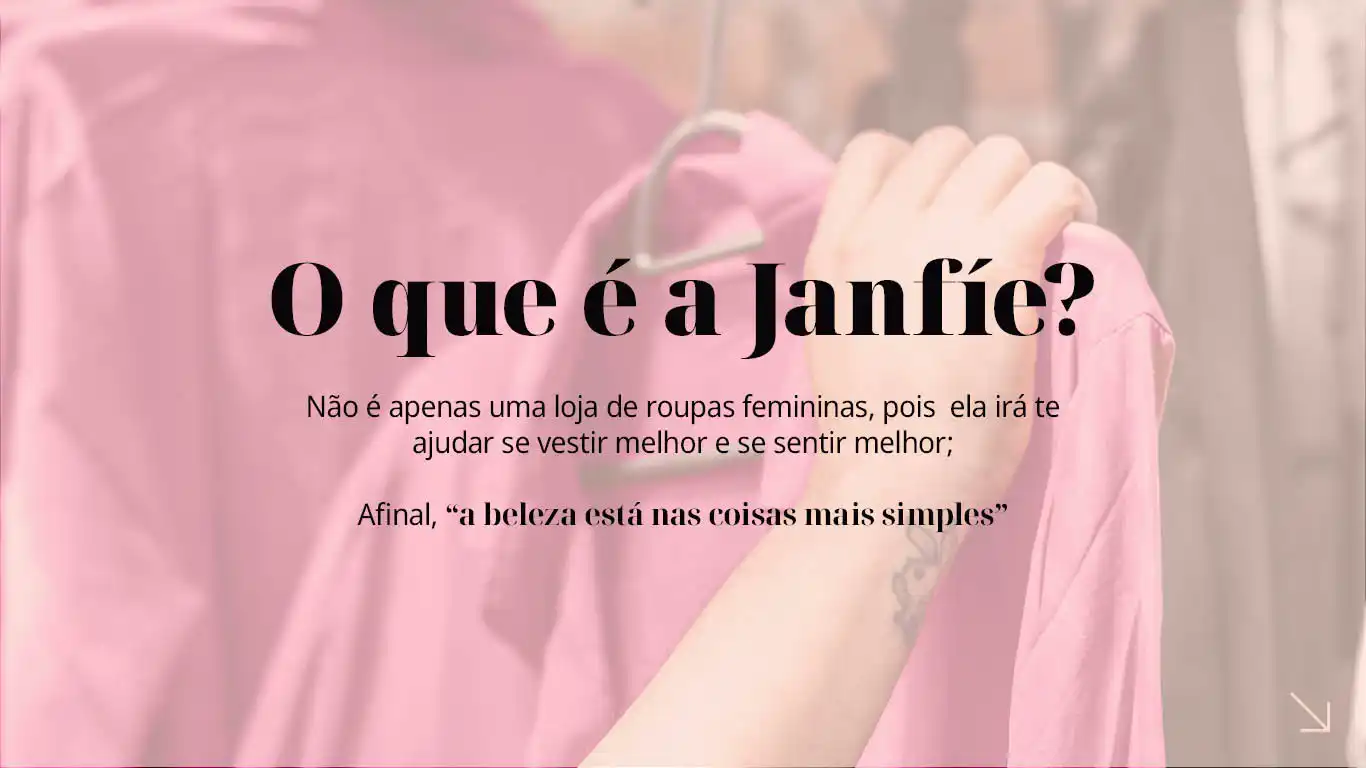 O que é a Janfíe?
Não é apenas uma loja de roupas femininas, pois  ela irá te
ajudar se vestir melhor e se sentir melhor;
Afinal, “a beleza está nas coisas mais simples”